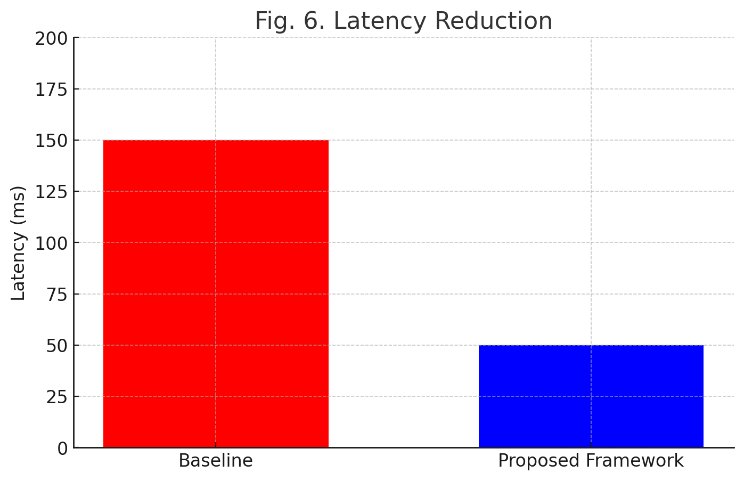 Fig. 6. Latency Reduction
Latency (ms)
200
175
150
125
100
75
50
25
0
Baseline
Proposed Framework